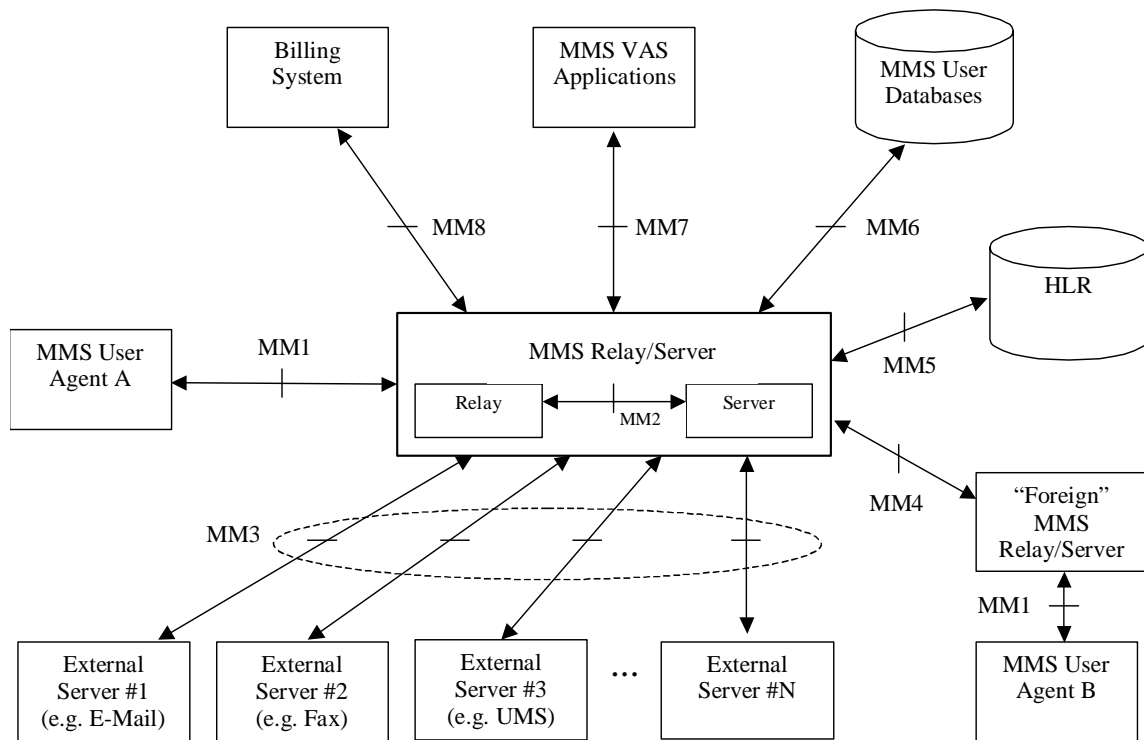 Billing
System
MMS VAS
Applications
MMS User
Databases
MM8
MM7
MM6
HLR
MMS User
Agent A
MM1
MMS Relay/Server
MM5
Relay
MM2
Server
MM4
“Foreign”
MMS
Relay/Server
MM3
MM1
External
Server #1
(e.g. E-Mail)
External
Server #2
(e.g. Fax)
External
Server #3
(e.g. UMS)
...
External
Server #N
MMS User
Agent B